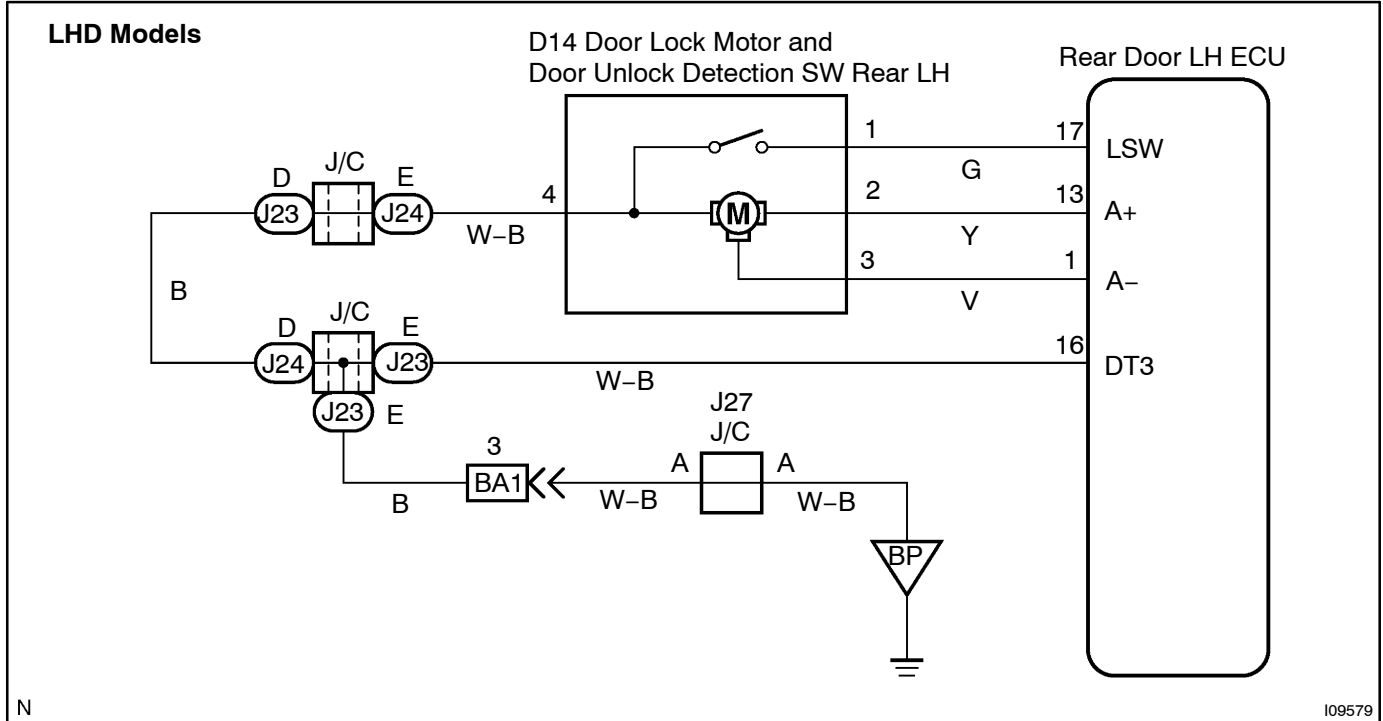 LHD Models
D14 Door Lock Motor and
Door Unlock Detection SW Rear LH
Rear Door LH ECU
1
17
LSW
G
2
13
A+
Y
3
1
A−
V
4
W−B
D
J/C
E
J23
J24
B
D
J/C
E
J24
J23
W−B
16
DT3
J23
E
B
3
BA1
W−B
J27
J/C
A
A
W−B
BP
N
I09579